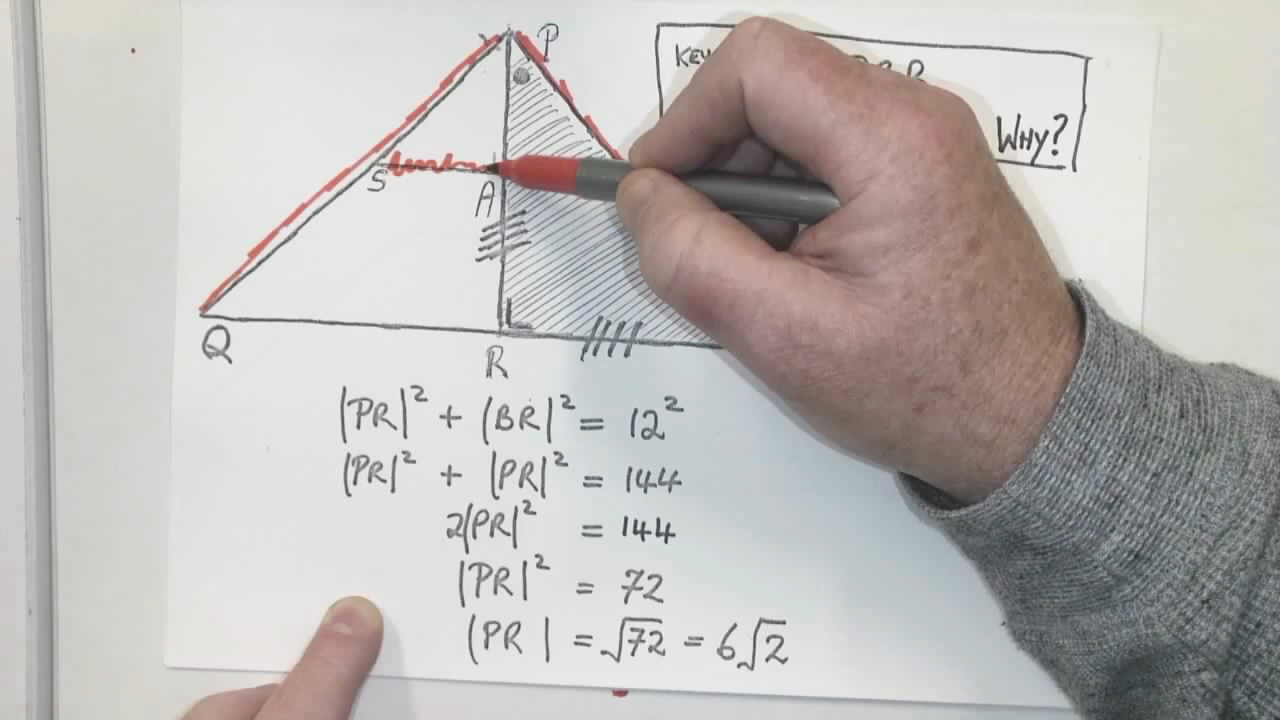 P
KEY
WHY?
S
A
Q
R
|PR|² + |BR|² = 12²
|PR|² + |PR|² = 144
2|PR|² = 144
|PR|² = 72
|PR| = √72 = 6√2